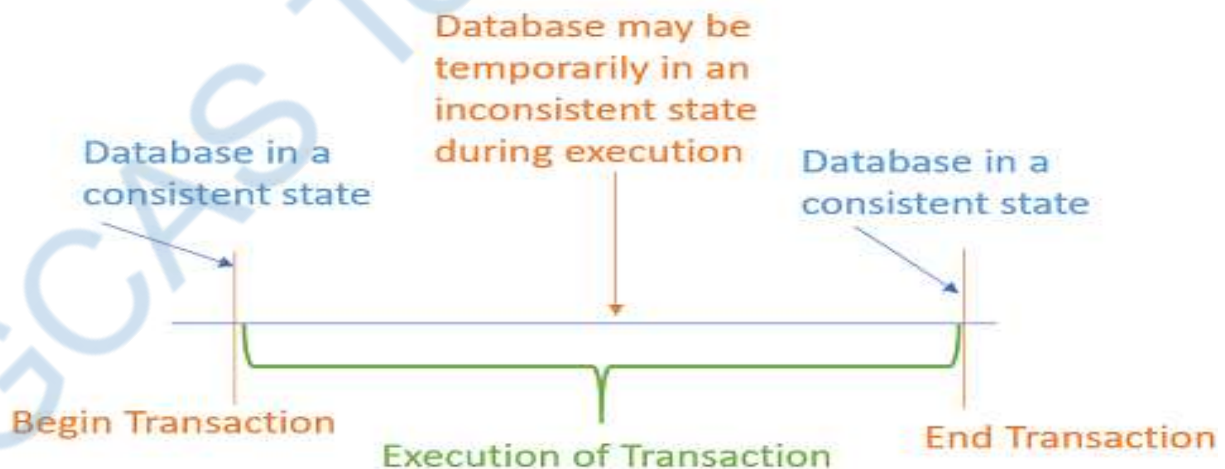 Database may be
temporarily in an
inconsistent state
during execution
Database in a
consistent state
Database in a
consistent state
Begin Transaction
Execution of Transaction
End Transaction
GCAS